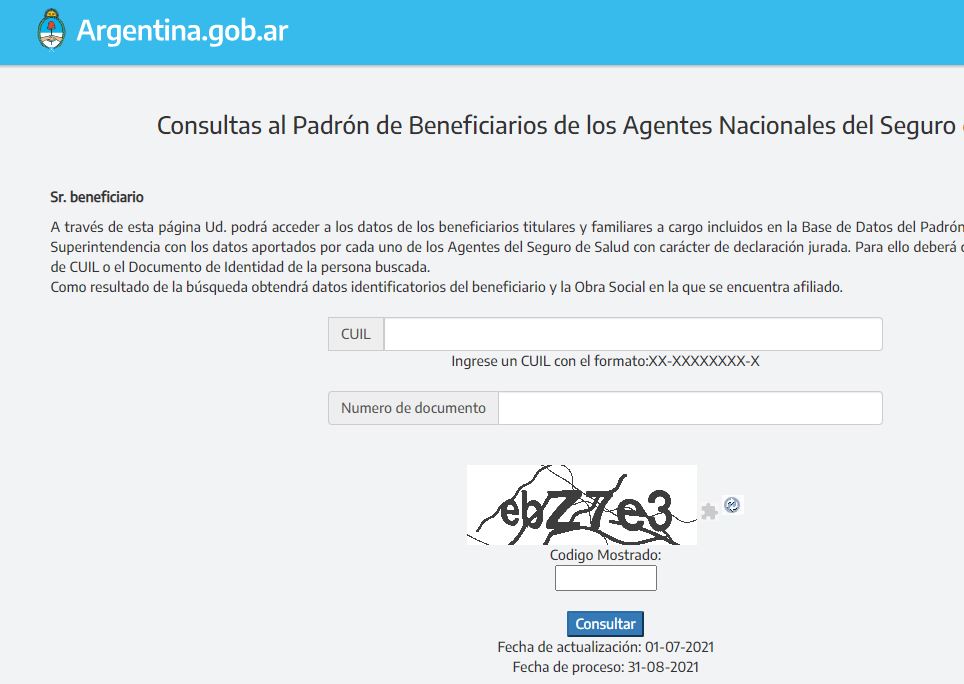 Argentina.gob.ar
Consultas al Padrón de Beneficiarios de los Agentes Nacionales del Seguro
Sr. beneficiario
A través de esta página Ud. podrá acceder a los datos de los beneficiarios titulares y familiares a cargo incluidos en la Base de Datos del Padrón
Superintendencia con los datos aportados por cada uno de los Agentes del Seguro de Salud con carácter de declaración jurada. Para ello deberá
de CUIL o el Documento de Identidad de la persona buscada.
Como resultado de la búsqueda obtendrá datos identificatorios del beneficiario y la Obra Social en la que se encuentra afiliado.
CUIL
Ingrese un CUIL con el formato:XX-XXXXXXXX-X
Numero de documento
ebZ7e3
Codigo Mostrado:
Consultar
Fecha de actualización: 01-07-2021
Fecha de proceso: 31-08-2021